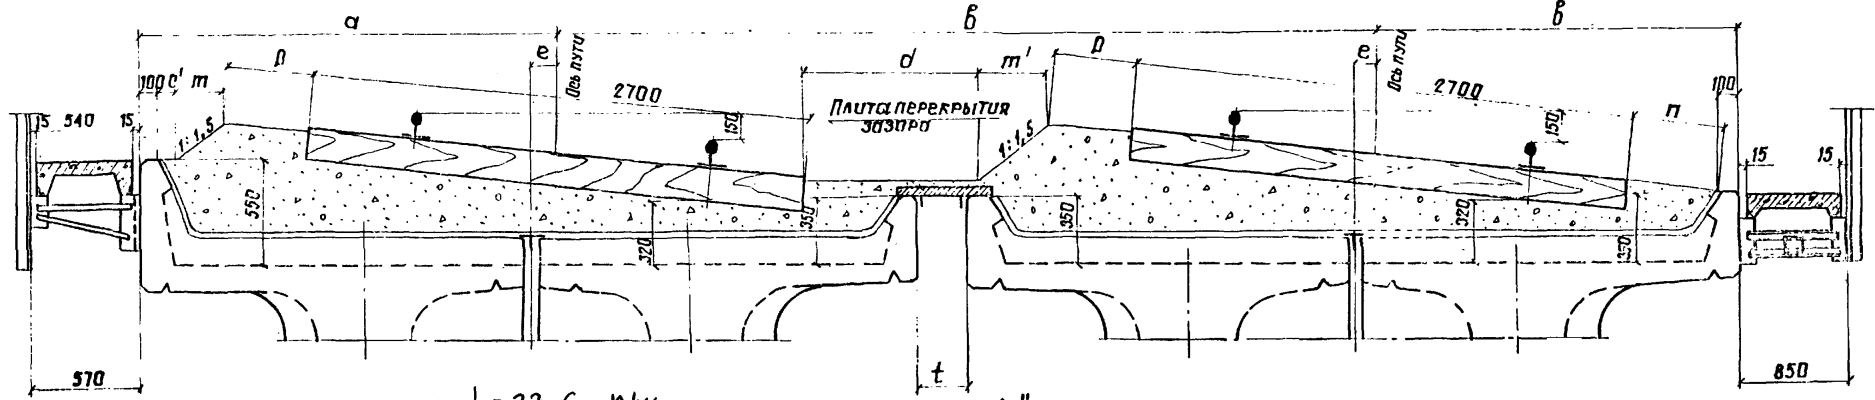 а в в
е Ось пути е Ось пути
100 с' m п 2700 d m' п 2700 п 100
15 540 15 1:1,5 150 Плита перекрытия
зазора 1:1,5 150 15 15
550 320 350 350 320 350
570 t 850